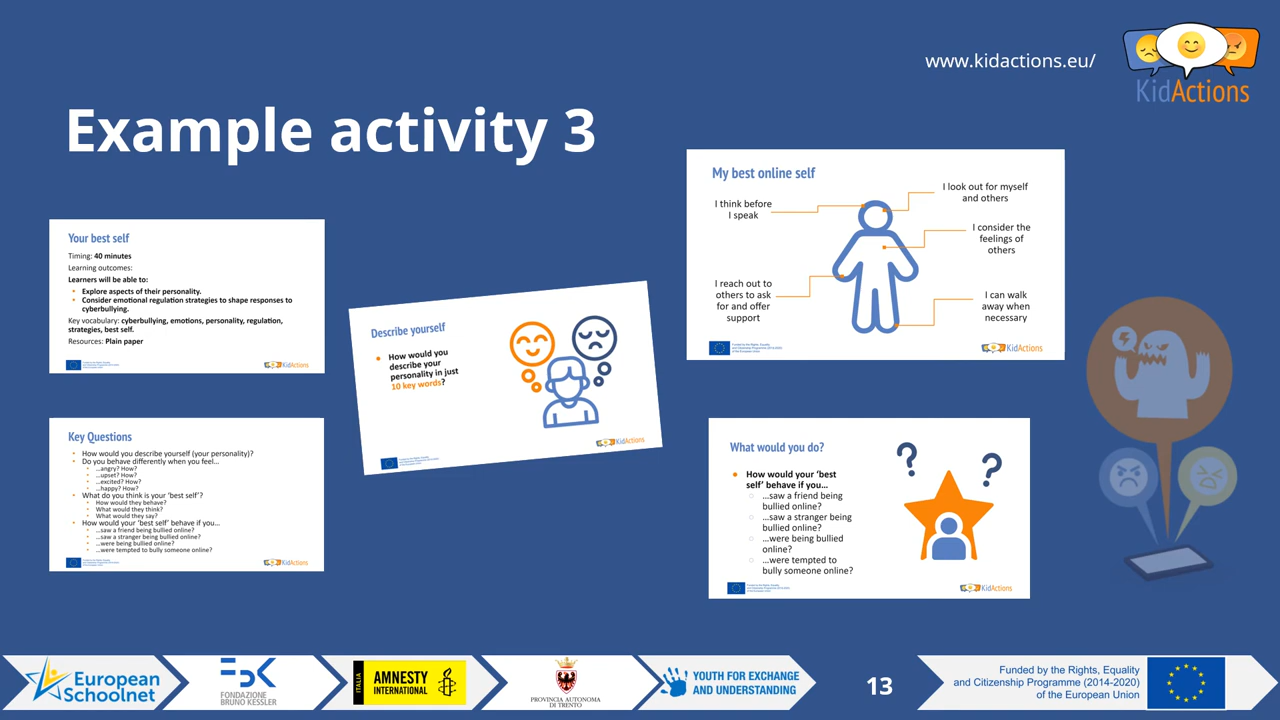 www.kidactions.eu/
KidActions
Example activity 3
Your best self
Timing: 40 minutes
Learning outcomes:
Learners will be able to:
• Explore aspects of their personality.
• Consider emotional regulation strategies to shape responses to
cyberbullying.
Key vocabulary: cyberbullying, emotions, personality, regulation,
strategies, best self.
Resources: Plain paper
KidActions
Key Questions
• How would you describe yourself (your personality)?
• Do you behave differently when you feel...
• ...angry? How?
• ...upset? How?
• ...excited? How?
• ...happy? How?
• What do you think is your ‘best self’?
• How would they behave?
• What would they think?
• What would they say?
• How would your ‘best self’ behave if you...
• ...saw a friend being bullied online?
• ...saw a stranger being bullied online?
• ...were being bullied online?
• ...were tempted to bully someone online?
KidActions
Describe yourself
• How would you
describe your
personality in just
10 key words?
KidActions
My best online self
I think before
I speak
I look out for myself
and others
I consider the
feelings of
others
I reach out to
others to ask
for and offer
support
I can walk
away when
necessary
KidActions
What would you do?
• How would your ‘best
self’ behave if you...
○ ...saw a friend being
bullied online?
○ ...saw a stranger being
bullied online?
○ ...were being bullied
online?
○ ...were tempted to
bully someone online?
KidActions
European
Schoolnet
FBK
FONDAZIONE
BRUNO KESSLER
ITALIA
AMNESTY
INTERNATIONAL
PROVINCIA AUTONOMA
DI TRENTO
YOUTH FOR EXCHANGE
AND UNDERSTANDING
13
Funded by the Rights, Equality
and Citizenship Programme (2014-2020)
of the European Union